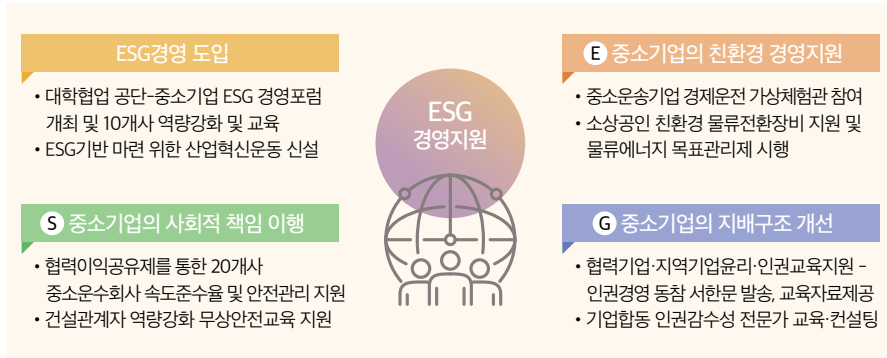 ESG경영 도입
• 대학협업 공단-중소기업 ESG 경영포럼
개최 및 10개사 역량강화 및 교육
• ESG기반 마련 위한 산업혁신운동 신설
S 중소기업의 사회적 책임 이행
• 협력이익공유제를 통한 20개사
중소운수회사 속도준수율 및 안전관리 지원
• 건설관계자 역량강화 무상안전교육 지원
ESG
경영지원
E 중소기업의 친환경 경영지원
• 중소운송기업 경제운전 가상체험관 참여
• 소상공인 친환경 물류전환장비 지원 및
물류에너지 목표관리제 시행
G 중소기업의 지배구조 개선
• 협력기업·지역기업윤리·인권교육지원 –
인권경영 동참 서한문 발송, 교육자료제공
• 기업합동 인권감수성 전문가 교육·컨설팅